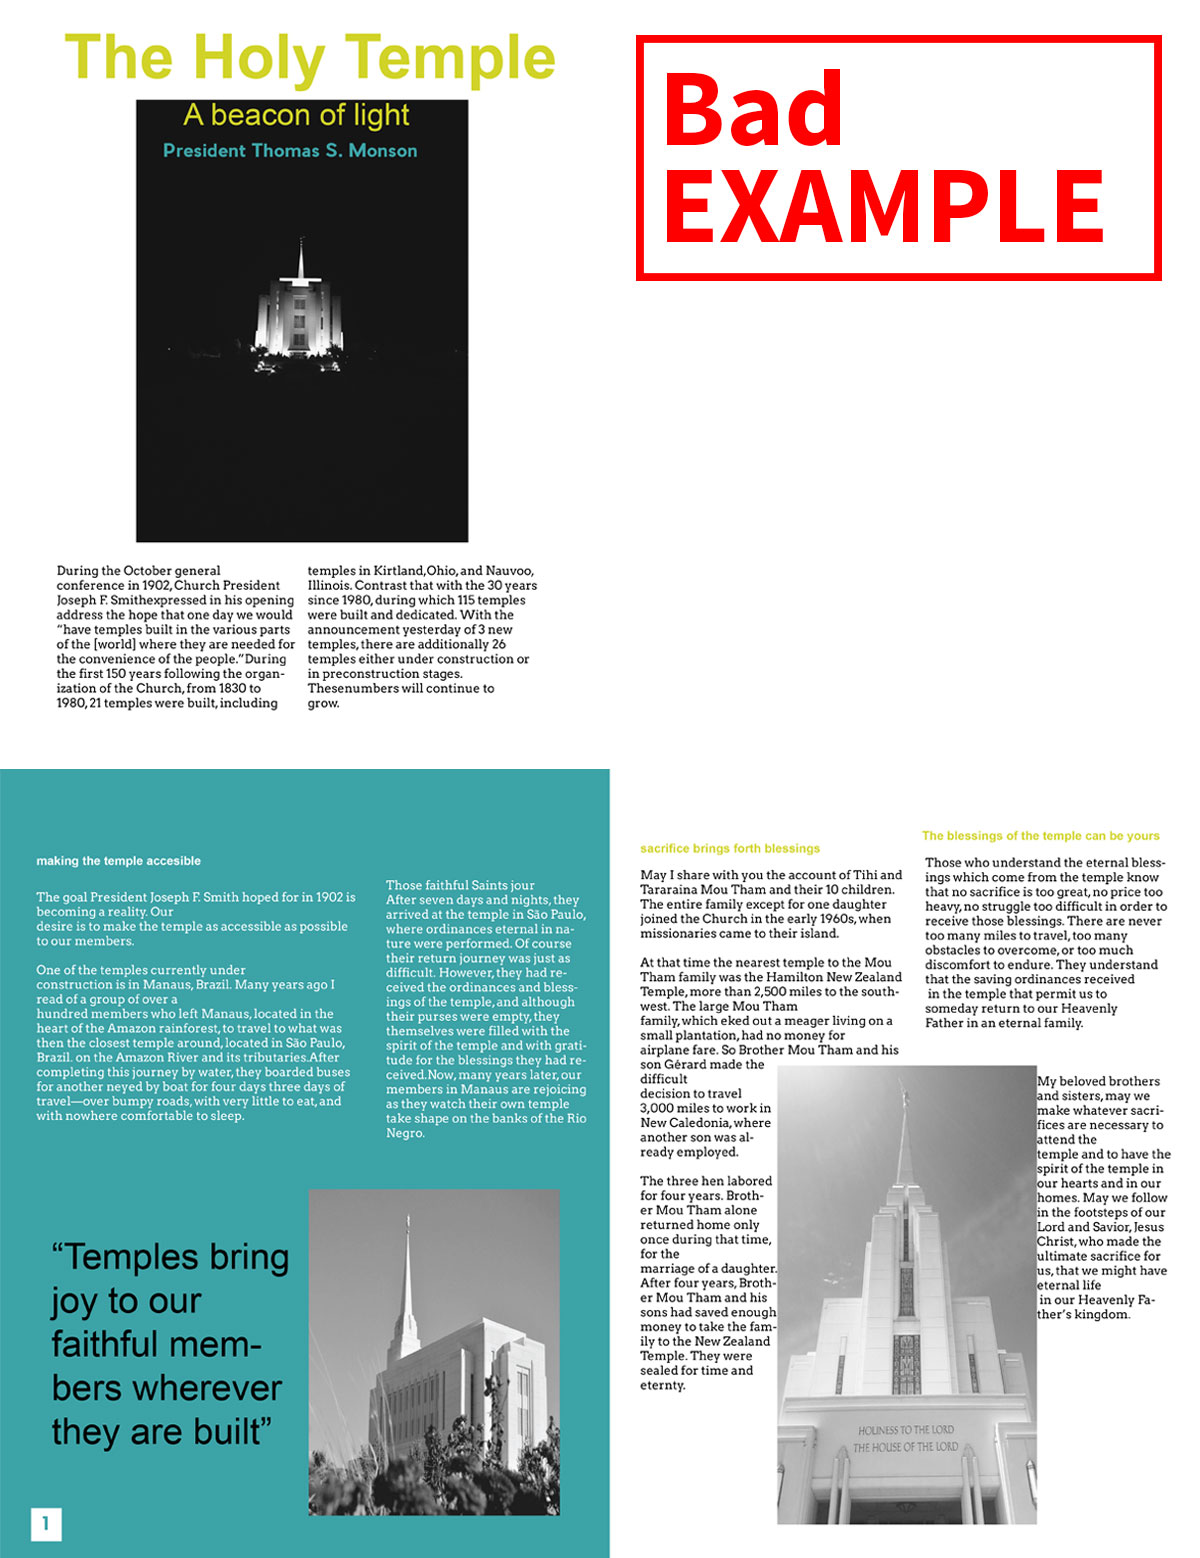 The Holy Temple
A beacon of light
President Thomas S. Monson
Bad
EXAMPLE
During the October general
conference in 1902, Church President
Joseph F. Smithexpressed in his opening
address the hope that one day we would
“have temples built in the various parts
of the [world] where they are needed for
the convenience of the people.”During
the first 150 years following the organ-
ization of the Church, from 1830 to
1980, 21 temples were built, including
temples in Kirtland,Ohio, and Nauvoo,
Illinois. Contrast that with the 30 years
since 1980, during which 115 temples
were built and dedicated. With the
announcement yesterday of 3 new
temples, there are additionally 26
temples either under construction or
in preconstruction stages.
Thesenumbers will continue to
grow.
making the temple accesible
The goal President Joseph F. Smith hoped for in 1902 is
becoming a reality. Our
desire is to make the temple as accessible as possible
to our members.
One of the temples currently under
construction is in Manaus, Brazil. Many years ago I
read of a group of over a
hundred members who left Manaus, located in the
heart of the Amazon rainforest, to travel to what was
then the closest temple around, located in São Paulo,
Brazil. on the Amazon River and its tributaries.After
completing this journey by water, they boarded buses
for another neyed by boat for four days three days of
travel—over bumpy roads, with very little to eat, and
with nowhere comfortable to sleep.
Those faithful Saints jour
After seven days and nights, they
arrived at the temple in São Paulo,
where ordinances eternal in na-
ture were performed. Of course
their return journey was just as
difficult. However, they had re-
ceived the ordinances and bless-
ings of the temple, and although
their purses were empty, they
themselves were filled with the
spirit of the temple and with grati-
tude for the blessings they had re-
ceived.Now, many years later, our
members in Manaus are rejoicing
as they watch their own temple
take shape on the banks of the Rio
Negro.
“Temples bring
joy to our
faithful mem-
bers wherever
they are built”
1
sacrifice brings forth blessings
May I share with you the account of Tihi and
Tararaina Mou Tham and their 10 children.
The entire family except for one daughter
joined the Church in the early 1960s, when
missionaries came to their island.
At that time the nearest temple to the Mou
Tham family was the Hamilton New Zealand
Temple, more than 2,500 miles to the south-
west. The large Mou Tham
family, which eked out a meager living on a
small plantation, had no money for
airplane fare. So Brother Mou Tham and his
son Gérard made the
difficult
decision to travel
3,000 miles to work in
New Caledonia, where
another son was al-
ready employed.
The three hen labored
for four years. Broth-
er Mou Tham alone
returned home only
once during that time,
for the
marriage of a daughter.
After four years, Broth-
er Mou Tham and his
sons had saved enough
money to take the fam-
ily to the New Zealand
Temple. They were
sealed for time and
eternty.
The blessings of the temple can be yours
Those who understand the eternal bless-
ings which come from the temple know
that no sacrifice is too great, no price too
heavy, no struggle too difficult in order to
receive those blessings. There are never
too many miles to travel, too many
obstacles to overcome, or too much
discomfort to endure. They understand
that the saving ordinances received
in the temple that permit us to
someday return to our Heavenly
Father in an eternal family.
My beloved brothers
and sisters, may we
make whatever sacri-
fices are necessary to
attend the
temple and to have the
spirit of the temple in
our hearts and in our
homes. May we follow
in the footsteps of our
Lord and Savior, Jesus
Christ, who made the
ultimate sacrifice for
us, that we might have
eternal life
in our Heavenly Fa-
ther’s kingdom.
HOLINESS TO THE LORD
THE HOUSE OF THE LORD